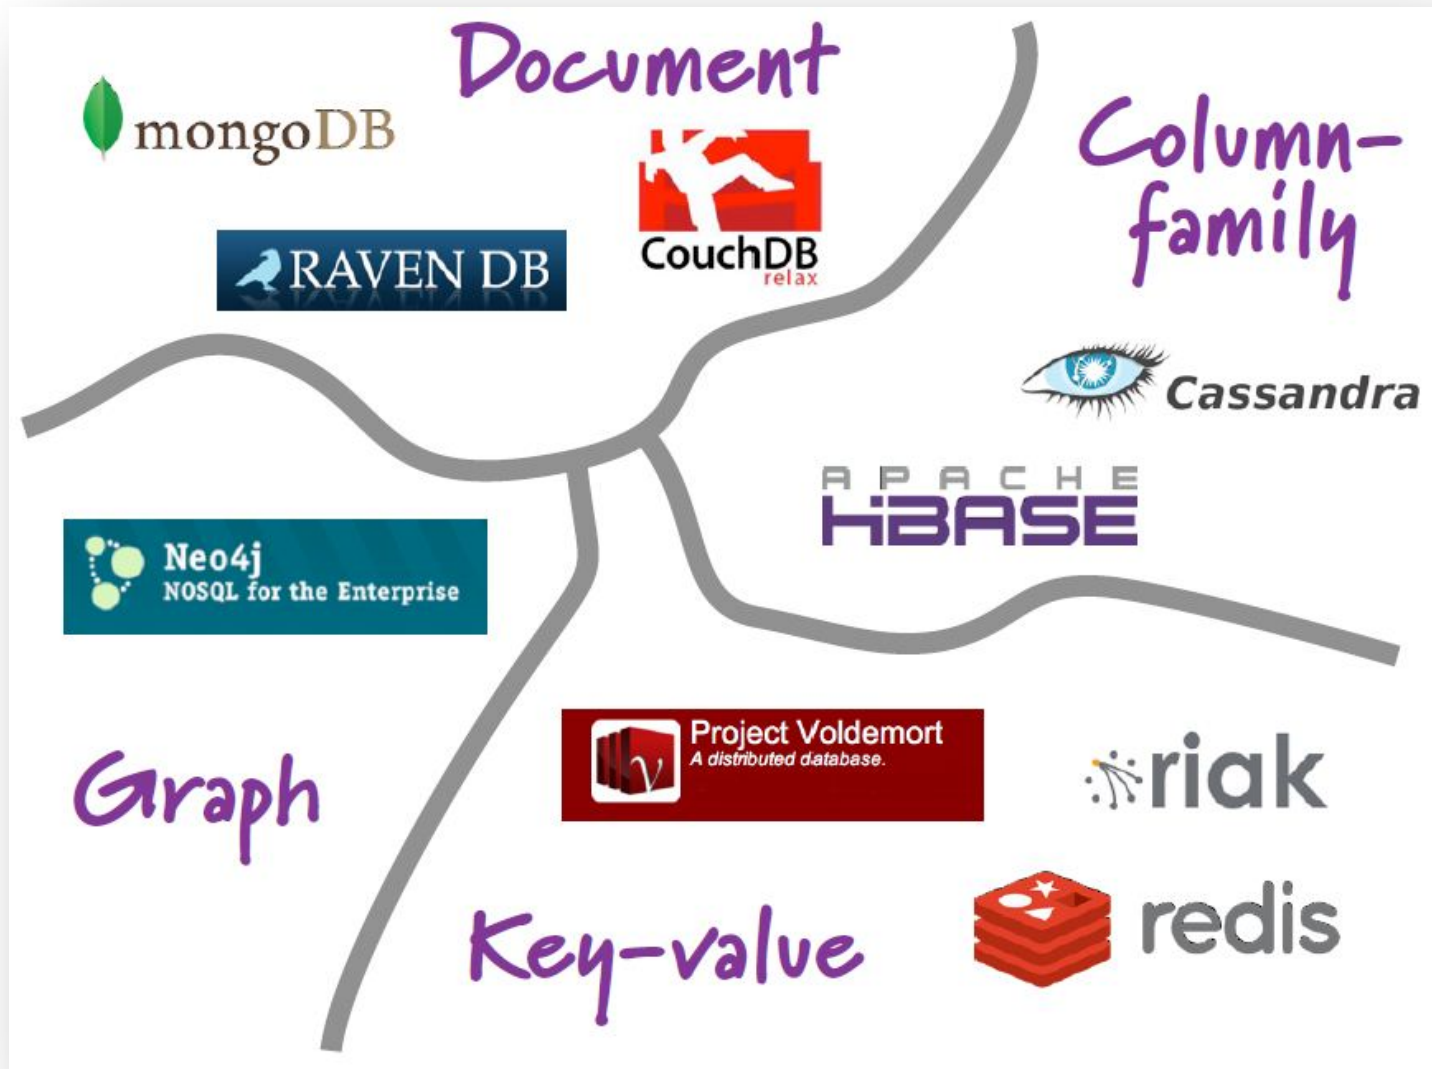 Document
mongoDB
CouchDB
relax
RAVEN DB
Column-
family
Cassandra
APACHE
HBASE
Neo4j
NOSQL for the Enterprise
Graph
Project Voldemort
A distributed database.
riak
redis
Key-value